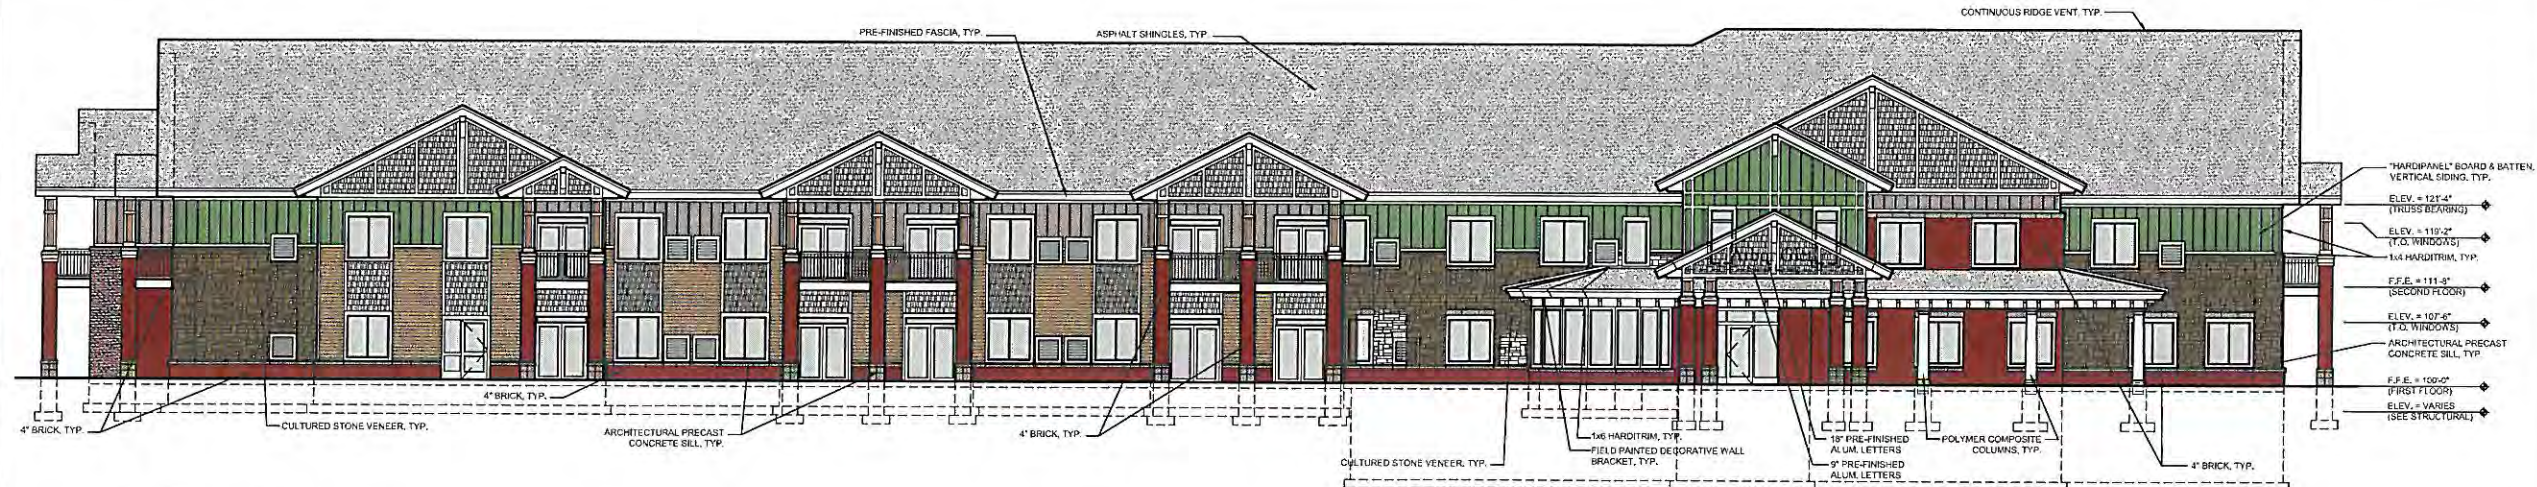 CONTINUOUS RIDGE VENT, TYP.
PRE-FINISHED FASCIA, TYP.
ASPHALT SHINGLES, TYP.
"HARDIPANEL" BOARD & BATTEN,
VERTICAL SIDING, TYP.
ELEV. = 121'-4"
(TRUSS BEARING)
ELEV. = 119'-2"
(T.O. WINDOWS)
1x4 HARDITRIM, TYP.
F.F.E. = 111'-8"
(SECOND FLOOR)
ELEV. = 107'-6"
(T.O. WINDOWS)
ARCHITECTURAL PRECAST
CONCRETE SILL, TYP.
F.F.E. = 100'-0"
(FIRST FLOOR)
ELEV. = VARIES
(SEE STRUCTURAL)
4" BRICK, TYP.
4" BRICK, TYP.
CULTURED STONE VENEER, TYP.
ARCHITECTURAL PRECAST
CONCRETE SILL, TYP.
4" BRICK, TYP.
CULTURED STONE VENEER, TYP.
1x6 HARDITRIM, TYP.
FIELD PAINTED DECORATIVE WALL
BRACKET, TYP.
18" PRE-FINISHED
ALUM. LETTERS
9" PRE-FINISHED
ALUM. LETTERS
POLYMER COMPOSITE
COLUMNS, TYP.
4" BRICK, TYP.